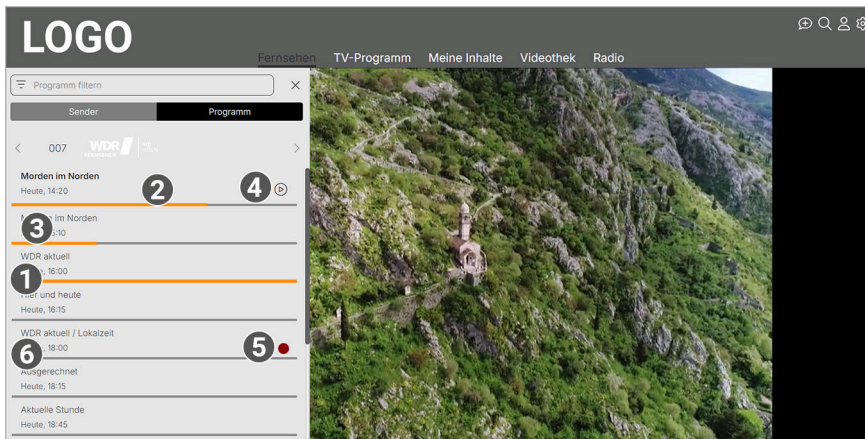 LOGO
Fernsehen TV-Programm Meine Inhalte Videothek Radio
Programm filtern
Sender Programm
007 WDR
FERNSEHEN
Morden im Norden
Heute, 14:20
2
4
im Norden
3
WDR aktuell
, 16:00
1
Hier und heute
Heute, 16:15
WDR aktuell / Lokalzeit
, 18:00
6
5
Ausgerechnet
Heute, 18:15
Aktuelle Stunde
Heute, 18:45